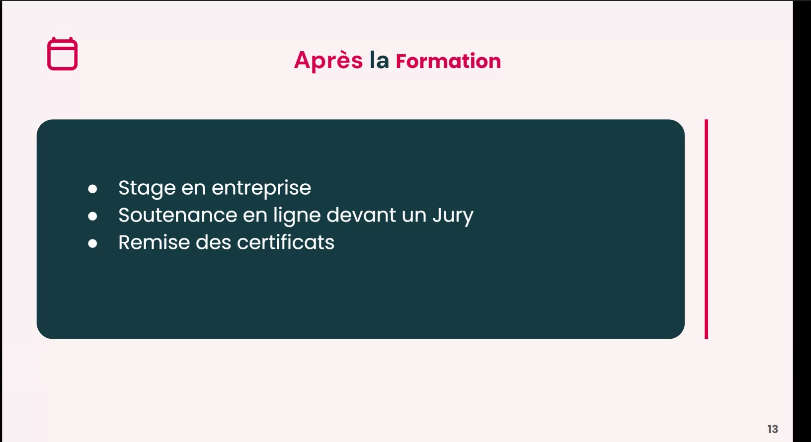 Après la Formation
● Stage en entreprise
● Soutenance en ligne devant un Jury
● Remise des certificats
13